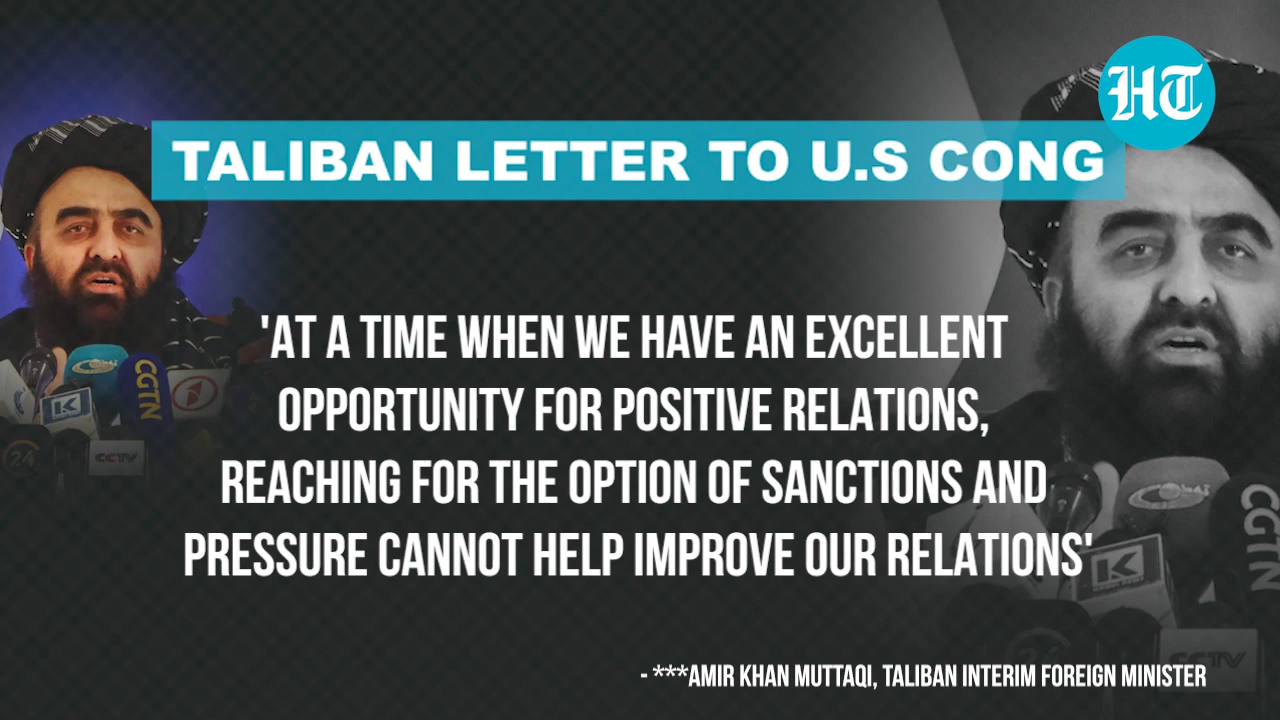 HT
TALIBAN LETTER TO U.S CONG
'AT A TIME WHEN WE HAVE AN EXCELLENT
OPPORTUNITY FOR POSITIVE RELATIONS,
REACHING FOR THE OPTION OF SANCTIONS AND
PRESSURE CANNOT HELP IMPROVE OUR RELATIONS'
- ***AMIR KHAN MUTTAQI, TALIBAN INTERIM FOREIGN MINISTER
CGTN
K
24
CCTV
CGTN
K
CCTV